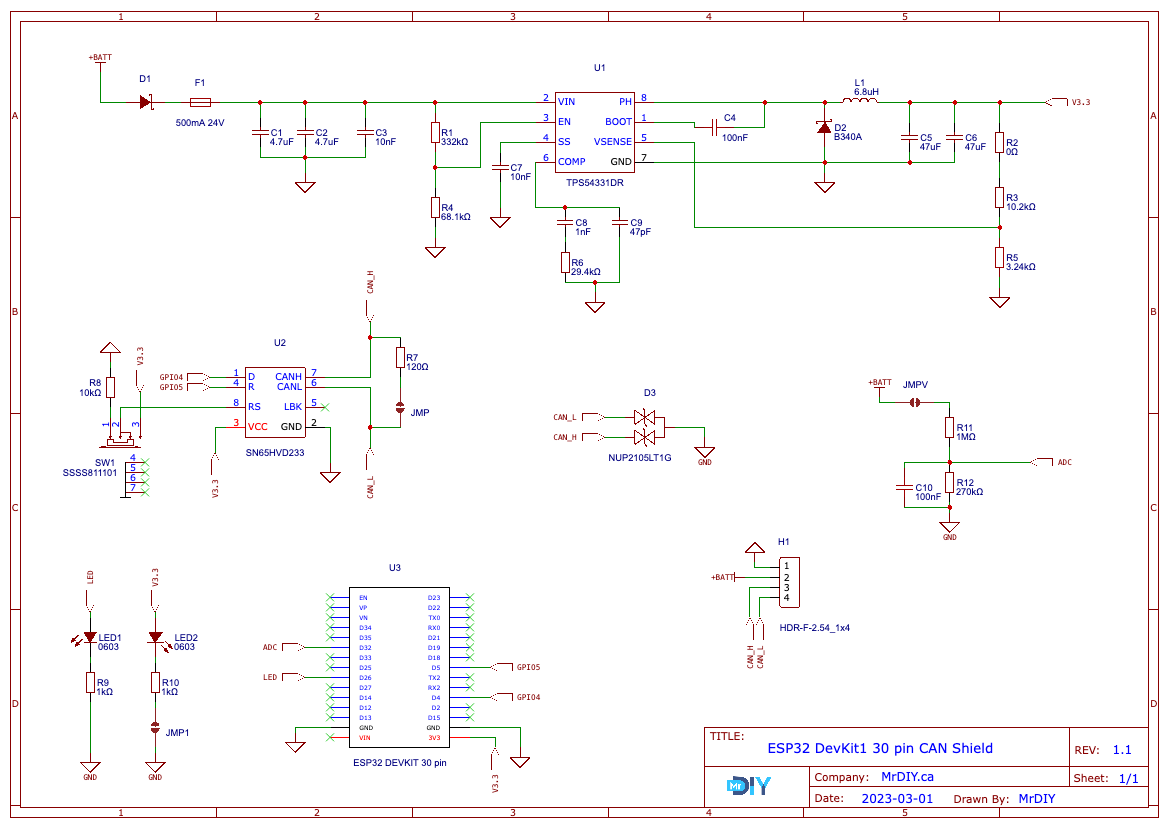 1 2 3 4 5
A A
B B
C C
D D
1 2 3 4 5
+BATT
D1
F1
500mA 24V
C1
4.7uF
C2
4.7uF
C3
10nF
R1
332kΩ
R4
68.1kΩ
U1
2 VIN PH 8
3 EN BOOT 1
4 SS VSENSE 5
6 COMP GND 7
TPS54331DR
C7
10nF
C8
1nF
C9
47pF
R6
29.4kΩ
C4
100nF
L1
6.8uH
D2
B340A
C5
47uF
C6
47uF
R2
0Ω
R3
10.2kΩ
R5
3.24kΩ
V3.3
CAN_H
U2
V3.3
GPIO4
GPIO5
R8
10kΩ
1 D CANH 7
4 R CANL 6
8 RS LBK 5
3 VCC GND 2
SN65HVD233
R7
120Ω
JMP
1 2 3
SW1
SSSS811101
4
5
6
7
V3.3
CAN_L
D3
CAN_L
CAN_H
NUP2105LT1G
GND
+BATT
JMPV
R11
1MΩ
ADC
C10
100nF
R12
270kΩ
GND
H1
+BATT
1
2
3
4
HDR-F-2.54_1x4
CAN_H
CAN_L
LED
V3.3
LED1
0603
LED2
0603
R9
1kΩ
R10
1kΩ
JMP1
GND
GND
U3
EN D23
VP D22
VN TX0
D34 RX0
D35 D21
ADC D32 D19
D33 D18
D25 D5 GPIO5
LED D26 TX2
D27 RX2
D14 D4 GPIO4
D12 D2
D13 D15
GND GND
VIN 3V3
ESP32 DEVKIT 30 pin
V3.3
TITLE:
ESP32 DevKit1 30 pin CAN Shield
REV: 1.1
Mr DIY
Company: MrDIY.ca
Sheet: 1/1
Date: 2023-03-01 Drawn By: MrDIY